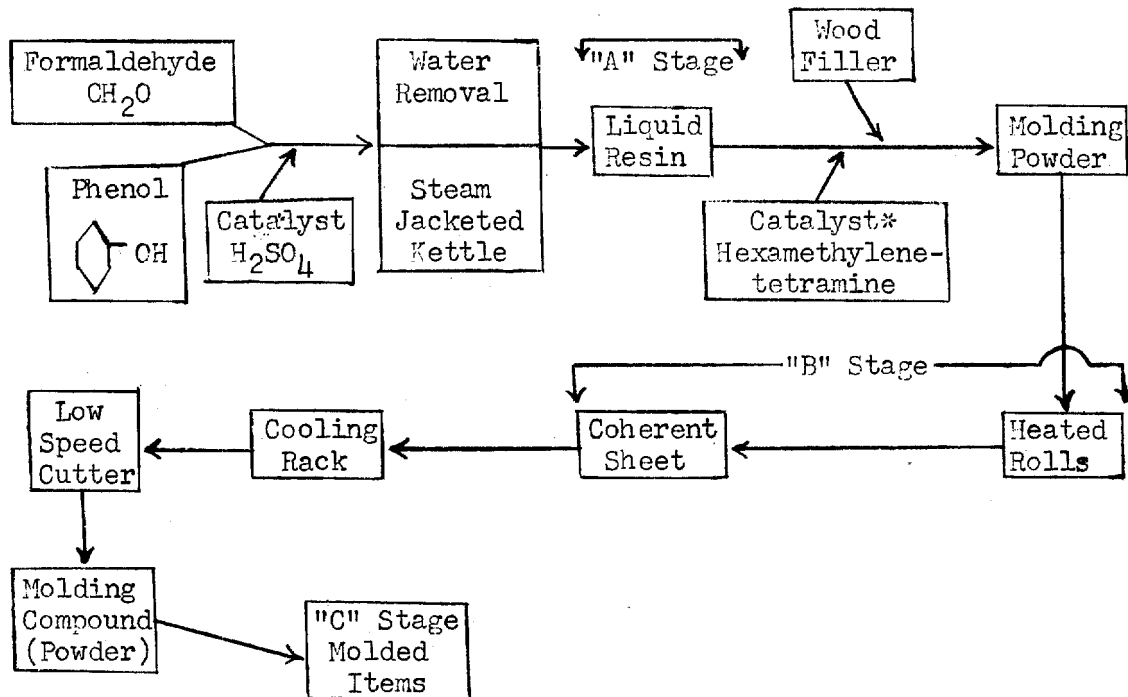 Formaldehyde
CH2O
Phenol
OH
Catalyst
H2SO4
Water
Removal
Steam
Jacketed
Kettle
"A" Stage
Liquid
Resin
Wood
Filler
Catalyst*
Hexamethylene-
tetramine
Molding
Powder
"B" Stage
Heated
Rolls
Coherent
Sheet
Cooling
Rack
Low
Speed
Cutter
Molding
Compound
(Powder)
"C" Stage
Molded
Items